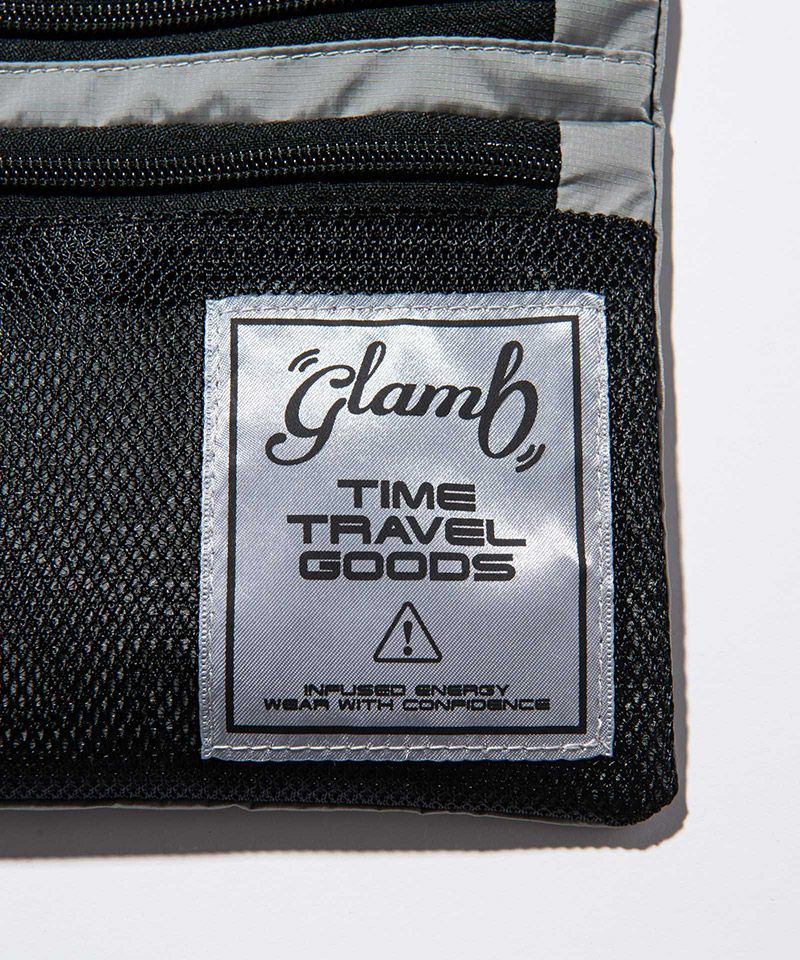 glamb
TIME
TRAVEL
GOODS
INFUSED ENERGY
WEAR WITH CONFIDENCE